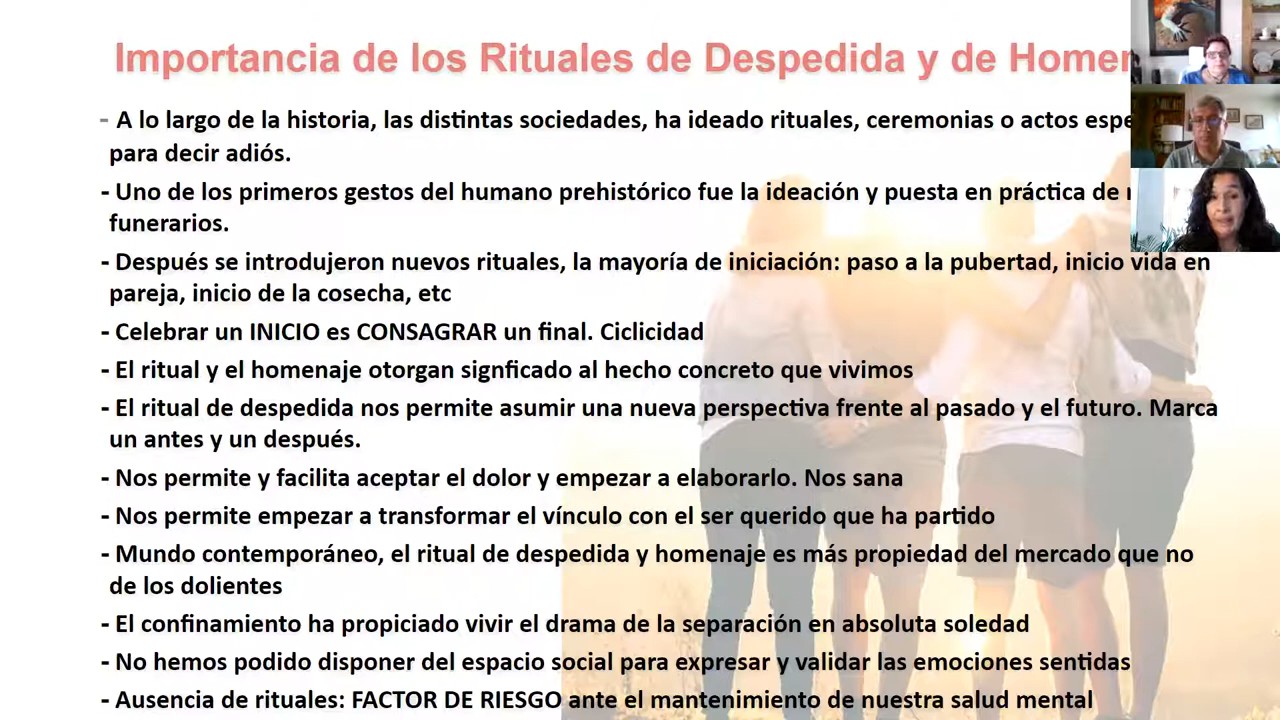 Importancia de los Rituales de Despedida y de
- A lo largo de la historia, las distintas sociedades, ha ideado rituales, ceremonias o actos
para decir adiós.
- Uno de los primeros gestos del humano prehistórico fue la ideación y puesta en práctica de
funerarios.
- Después se introdujeron nuevos rituales, la mayoría de iniciación: paso a la pubertad, inicio vida en
pareja, inicio de la cosecha, etc
- Celebrar un INICIO es CONSAGRAR un final. Ciclicidad
- El ritual y el homenaje otorgan signficado al hecho concreto que vivimos
- El ritual de despedida nos permite asumir una nueva perspectiva frente al pasado y el futuro. Marca
un antes y un después.
- Nos permite y facilita aceptar el dolor y empezar a elaborarlo. Nos sana
- Nos permite empezar a transformar el vínculo con el ser querido que ha partido
- Mundo contemporáneo, el ritual de despedida y homenaje es más propiedad del mercado que no
de los dolientes
- El confinamiento ha propiciado vivir el drama de la separación en absoluta soledad
- No hemos podido disponer del espacio social para expresar y validar las emociones sentidas
- Ausencia de rituales: FACTOR DE RIESGO ante el mantenimiento de nuestra salud mental